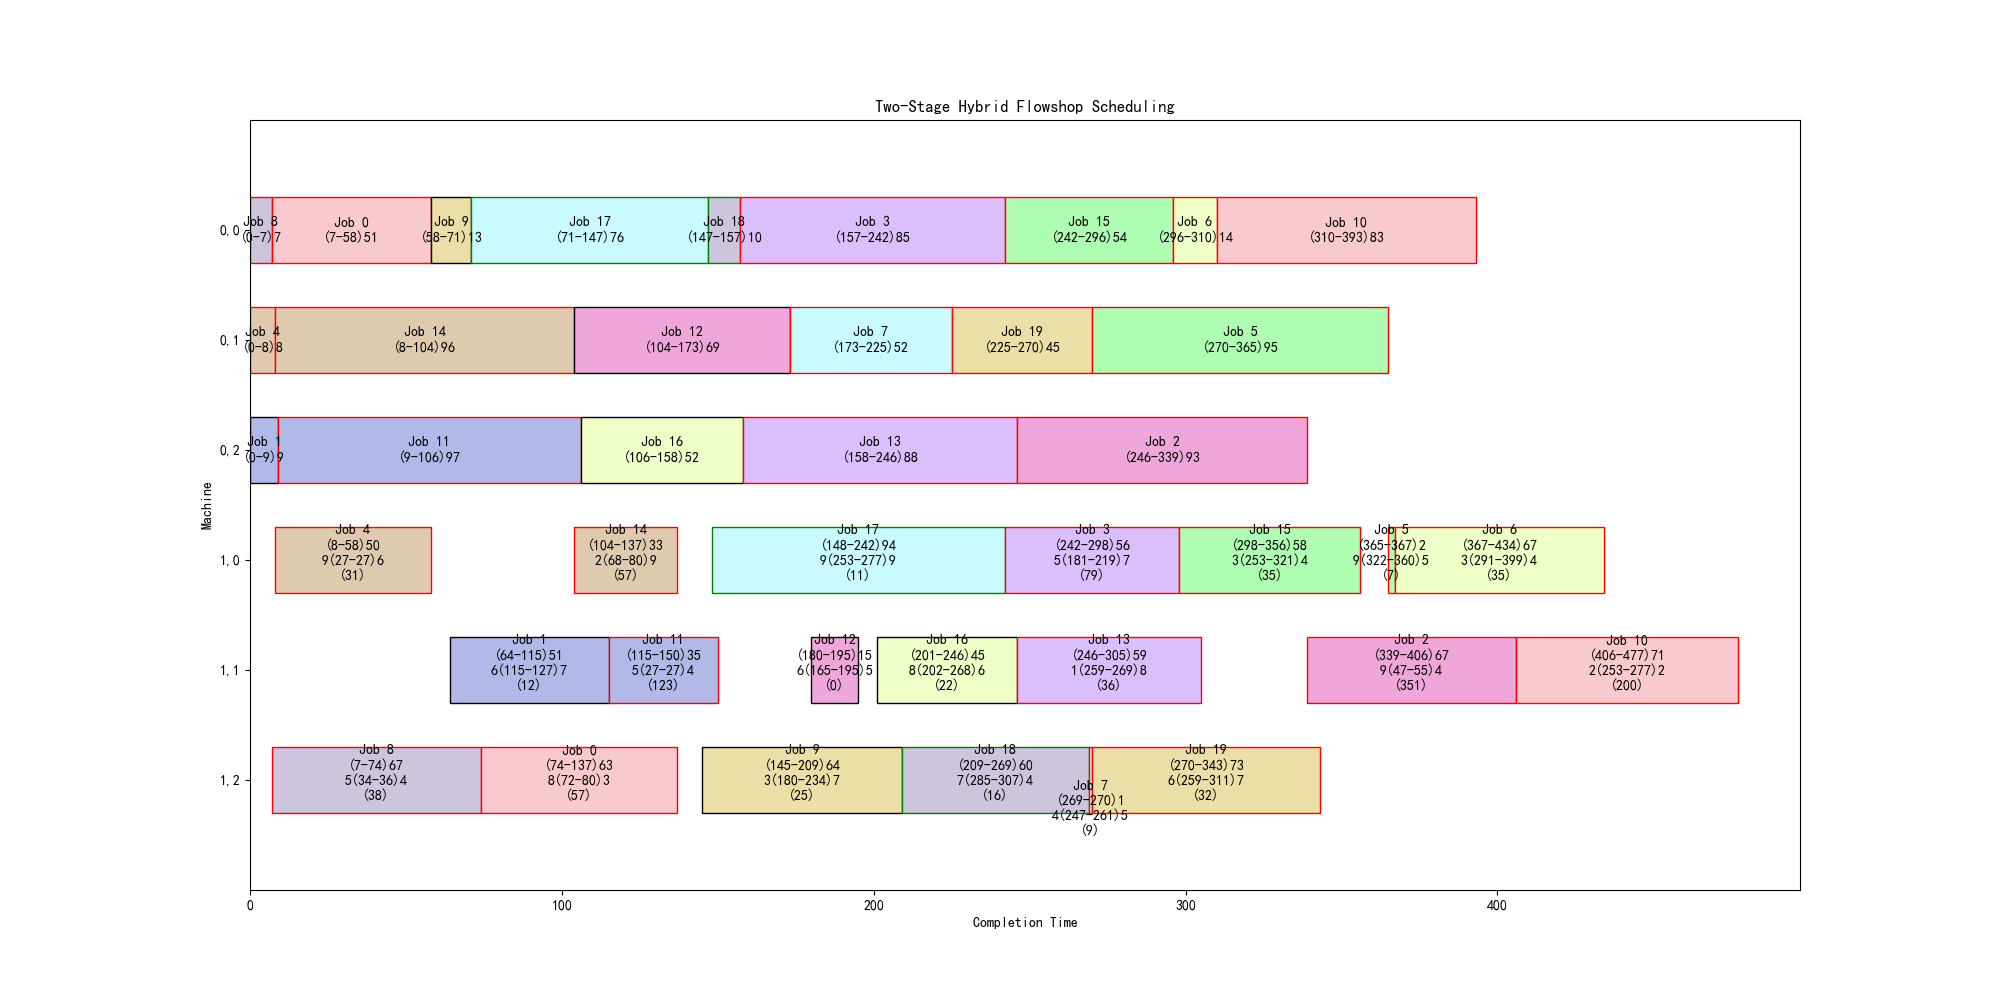 Two-Stage Hybrid Flowshop Scheduling
Machine
0,0
Job 8
(0-7)7
Job 0
(7-58)51
Job 9
(58-71)13
Job 17
(71-147)76
Job 18
(147-157)10
Job 3
(157-242)85
Job 15
(242-296)54
Job 6
(296-310)14
Job 10
(310-393)83
0,1
Job 4
(0-8)8
Job 14
(8-104)96
Job 12
(104-173)69
Job 7
(173-225)52
Job 19
(225-270)45
Job 5
(270-365)95
0,2
Job 1
(0-9)9
Job 11
(9-106)97
Job 16
(106-158)52
Job 13
(158-246)88
Job 2
(246-339)93
1,0
Job 4
(8-58)50
9(27-27)6
(31)
Job 14
(104-137)33
2(68-80)9
(57)
Job 17
(148-242)94
9(253-277)9
(11)
Job 3
(242-298)56
5(181-219)7
(79)
Job 15
(298-356)58
3(253-321)4
(35)
Job 5
(365-367)2
9(322-360)5
(7)
Job 6
(367-434)67
3(291-399)4
(35)
1,1
Job 1
(64-115)51
6(115-127)7
(12)
Job 11
(115-150)35
5(27-27)4
(123)
Job 12
(180-195)15
6(165-195)5
(0)
Job 16
(201-246)45
8(202-268)6
(22)
Job 13
(246-305)59
1(259-269)8
(36)
Job 2
(339-406)67
9(47-55)4
(351)
Job 10
(406-477)71
2(253-277)2
(200)
1,2
Job 8
(7-74)67
5(34-36)4
(38)
Job 0
(74-137)63
8(72-80)3
(57)
Job 9
(145-209)64
3(180-234)7
(25)
Job 18
(209-269)60
7(285-307)4
(16)
Job 7
(269-270)1
4(247-261)5
(9)
Job 19
(270-343)73
6(259-311)7
(32)
0 100 200 300 400
Completion Time